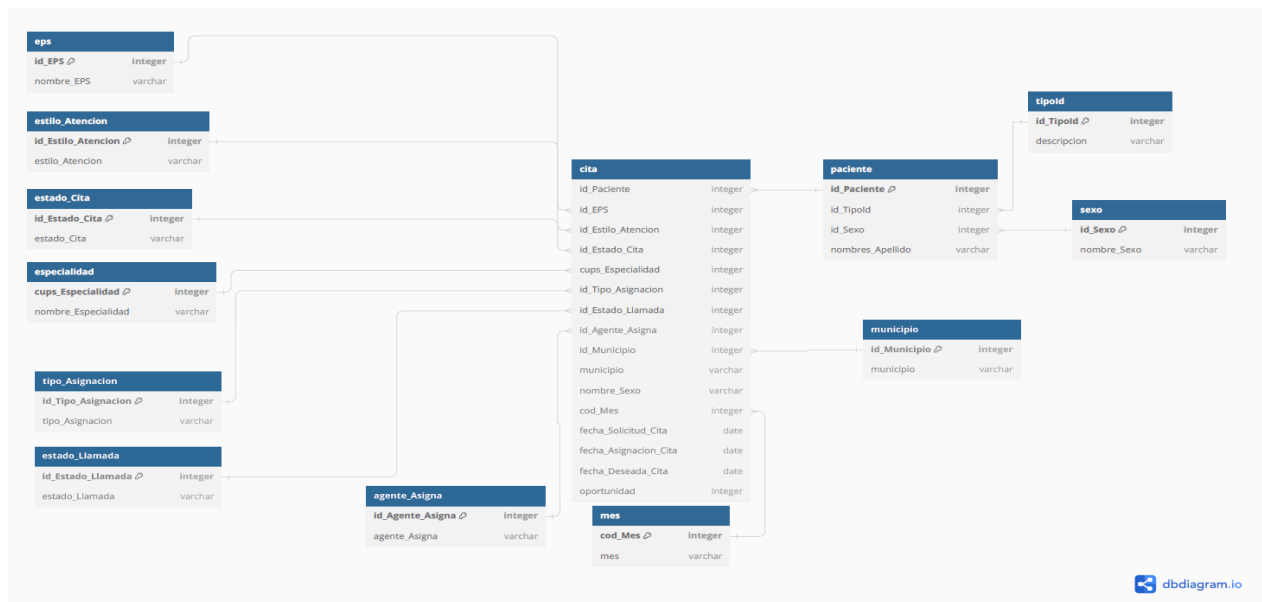 eps
id_EPS integer
nombre_EPS varchar
estilo_Atencion
id_Estilo_Atencion integer
estilo_Atencion varchar
estado_Cita
id_Estado_Cita integer
estado_Cita varchar
especialidad
cups_Especialidad integer
nombre_Especialidad varchar
tipo_Asignacion
id_Tipo_Asignacion integer
tipo_Asignacion varchar
estado_Llamada
id_Estado_Llamada integer
estado_Llamada varchar
agente_Asigna
id_Agente_Asigna integer
agente_Asigna varchar
cita
id_Paciente integer
id_EPS integer
id_Estilo_Atencion integer
id_Estado_Cita integer
cups_Especialidad integer
id_Tipo_Asignacion integer
id_Estado_Llamada integer
id_Agente_Asigna integer
id_Municipio integer
municipio varchar
nombre_Sexo varchar
cod_Mes integer
fecha_Solicitud_Cita date
fecha_Asignacion_Cita date
fecha_Deseada_Cita date
oportunidad integer
mes
cod_Mes integer
mes varchar
paciente
id_Paciente integer
id_TipoId integer
id_Sexo integer
nombres_Apellido varchar
tipoId
id_TipoId integer
descripcion varchar
sexo
id_Sexo integer
nombre_Sexo varchar
municipio
id_Municipio integer
municipio varchar
dbdiagram.io